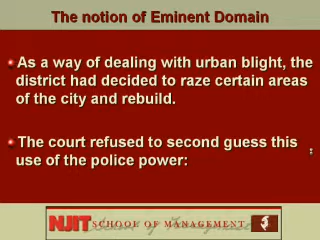 The notion of Eminent Domain
As a way of dealing with urban blight, the
district had decided to raze certain areas
of the city and rebuild.
The court refused to second guess this
use of the police power:
:
NJIT SCHOOL OF MANAGEMENT